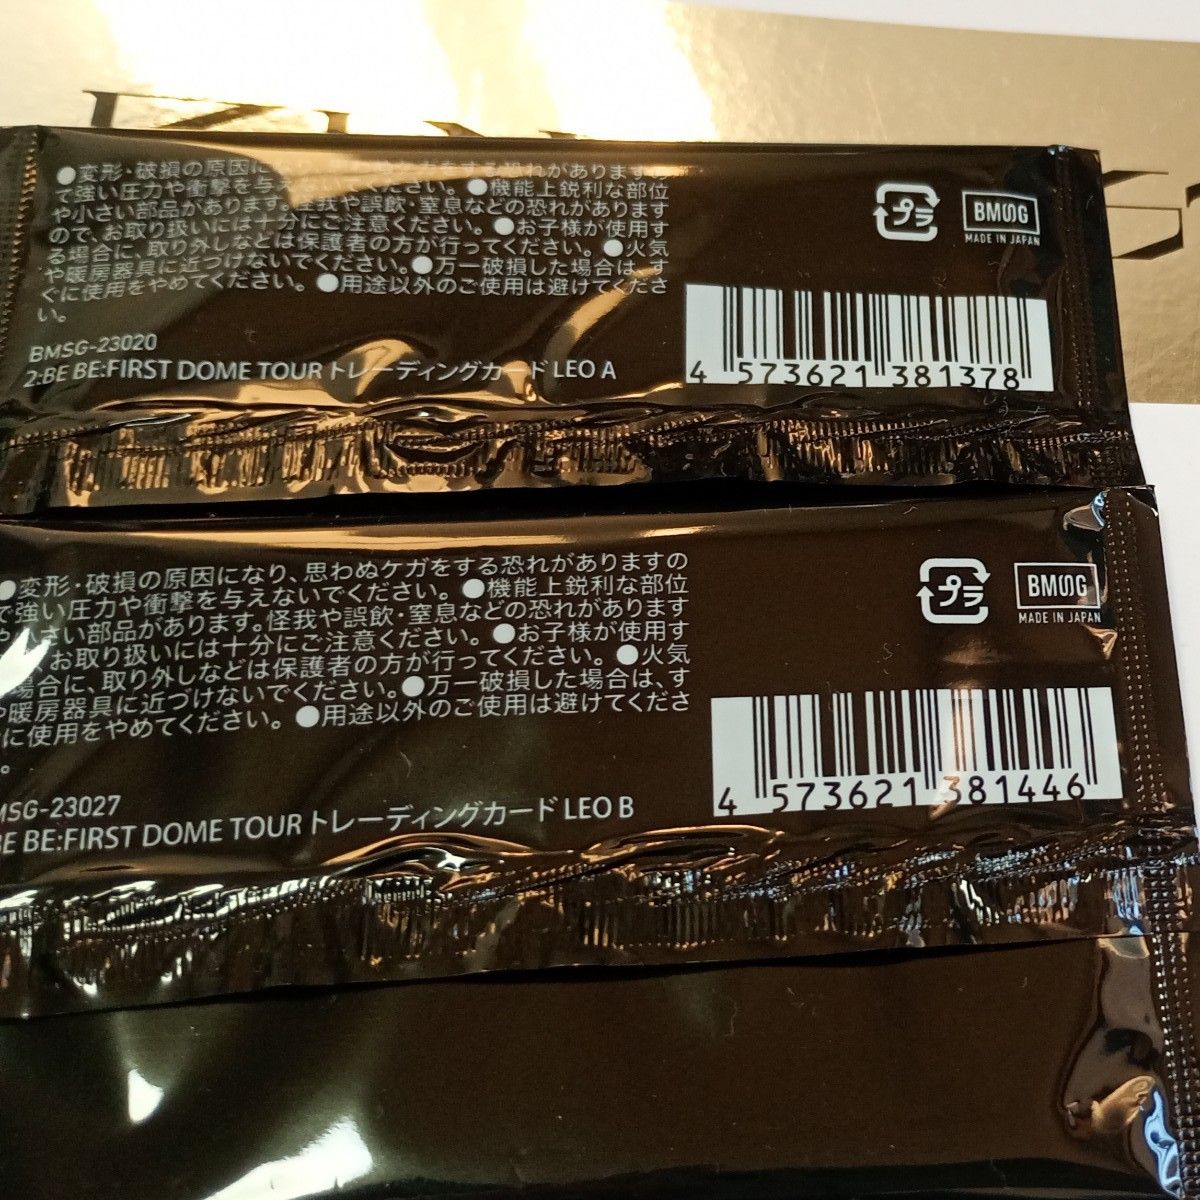 ●変形・破損の原因に をする恐れがありますの
で強い圧力や衝撃を与え でください。●機能上鋭利な部位
や小さい部品があります。怪我や誤飲・窒息などの恐れがあります
ので、お取り扱いには十分にご注意ください。●お子様が使用す
る場合に、取り外しなどは保護者の方が行ってください。●火気
や暖房器具に近づけないでください。●万一破損した場合は、す
ぐに使用をやめてください。●用途以外のご使用は避けてくださ
い。
プラ
BMSG
MADE IN JAPAN
BMSG-23020
2:BE BE:FIRST DOME TOUR トレーディングカード LEO A
4 573621 381378
●変形・破損の原因になり、思わぬケガをする恐れがありますの
で強い圧力や衝撃を与えないでください。●機能上鋭利な部位
や小さい部品があります。怪我や誤飲・窒息などの恐れがあります
お取り扱いには十分にご注意ください。●お子様が使用す
場合に、取り外しなどは保護者の方が行ってください。●火気
や暖房器具に近づけないでください。●万一破損した場合は、す
に使用をやめてください。●用途以外のご使用は避けてくださ
。
プラ
BMSG
MADE IN JAPAN
MSG-23027
BE BE:FIRST DOME TOUR トレーディングカード LEO B
4 573621 381446